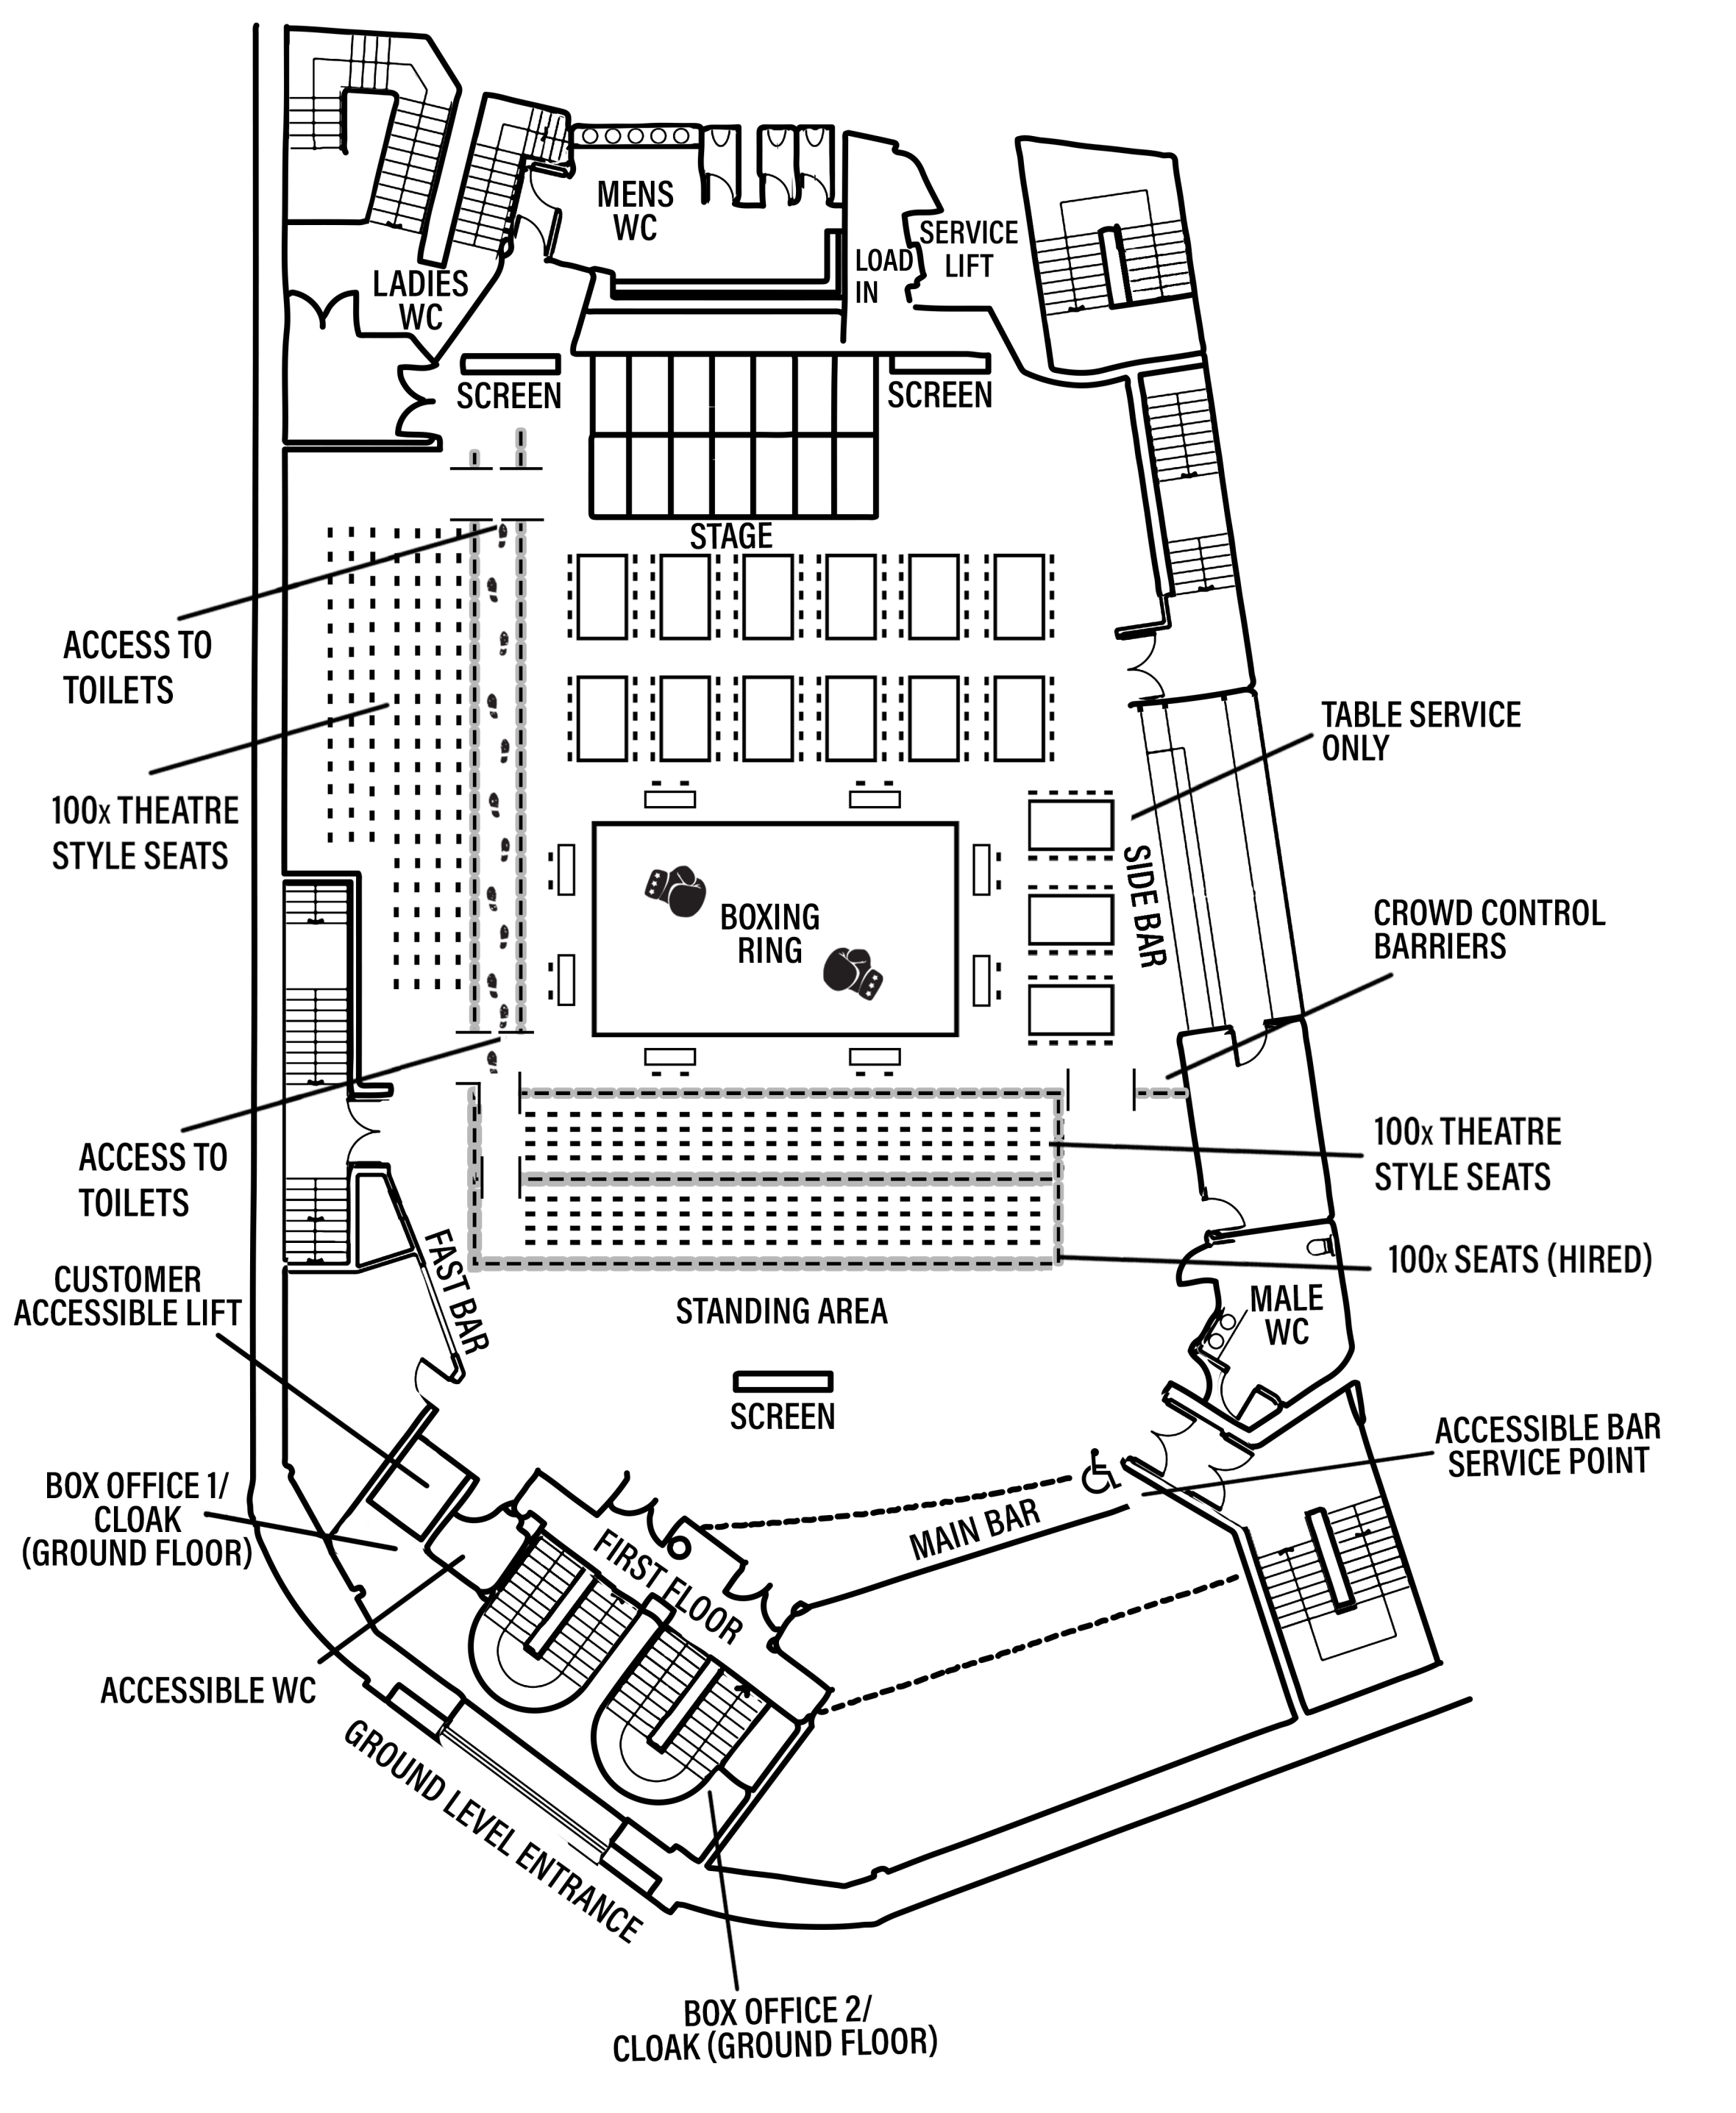 MENS
WC
SERVICE
LIFT
LOAD
IN
LADIES
WC
SCREEN
SCREEN
STAGE
ACCESS TO
TOILETS
TABLE SERVICE
ONLY
100x THEATRE
STYLE SEATS
SIDE BAR
BOXING
RING
CROWD CONTROL
BARRIERS
ACCESS TO
TOILETS
100x THEATRE
STYLE SEATS
FAST BAR
100x SEATS (HIRED)
CUSTOMER
ACCESSIBLE LIFT
STANDING AREA
MALE
WC
SCREEN
ACCESSIBLE BAR
SERVICE POINT
BOX OFFICE 1/
CLOAK
(GROUND FLOOR)
MAIN BAR
FIRST FLOOR
ACCESSIBLE WC
GROUND LEVEL ENTRANCE
BOX OFFICE 2/
CLOAK (GROUND FLOOR)